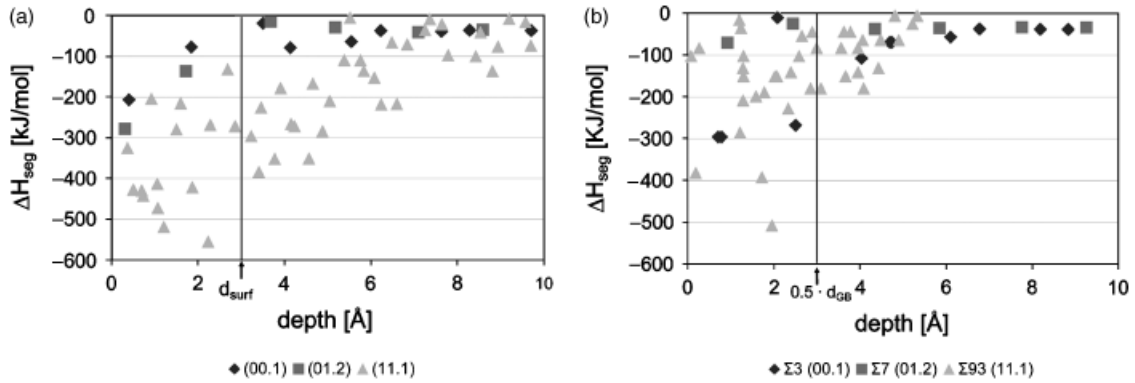 (a)
0
−100
−200
−300
−400
−500
−600
ΔHseg [kJ/mol]
0 2 4 6 8 10
dsurf
depth [Å]
(00.1) (01.2) (11.1)
(b)
0
−100
−200
−300
−400
−500
−600
ΔHseg [KJ/mol]
0 2 4 6 8 10
0.5 · dGB
depth [Å]
Σ3 (00.1) Σ7 (01.2) Σ93 (11.1)